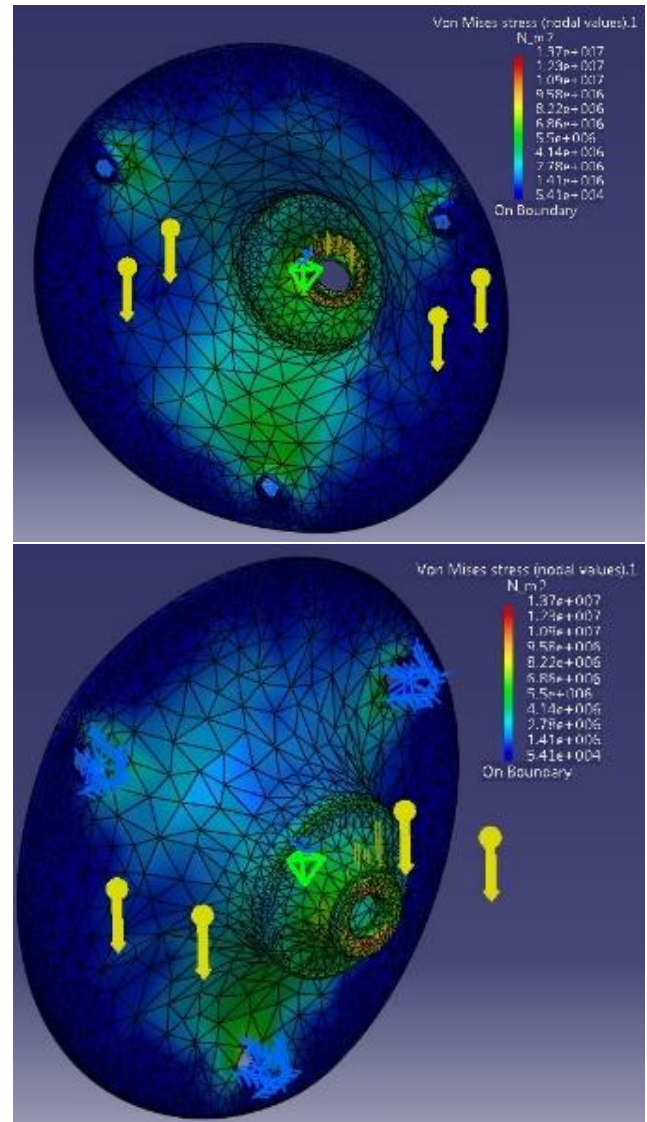 Von Mises stress (nodal values).1
N_m2
1.37e+007
1.23e+007
1.09e+007
9.58e+006
8.22e+006
6.86e+006
5.5e+006
4.14e+006
2.78e+006
1.41e+006
5.41e+004
On Boundary
Von Mises stress (nodal values).1
N_m2
1.37e+007
1.23e+007
1.09e+007
9.58e+006
8.22e+006
6.86e+006
5.5e+006
4.14e+006
2.78e+006
1.41e+006
5.41e+004
On Boundary